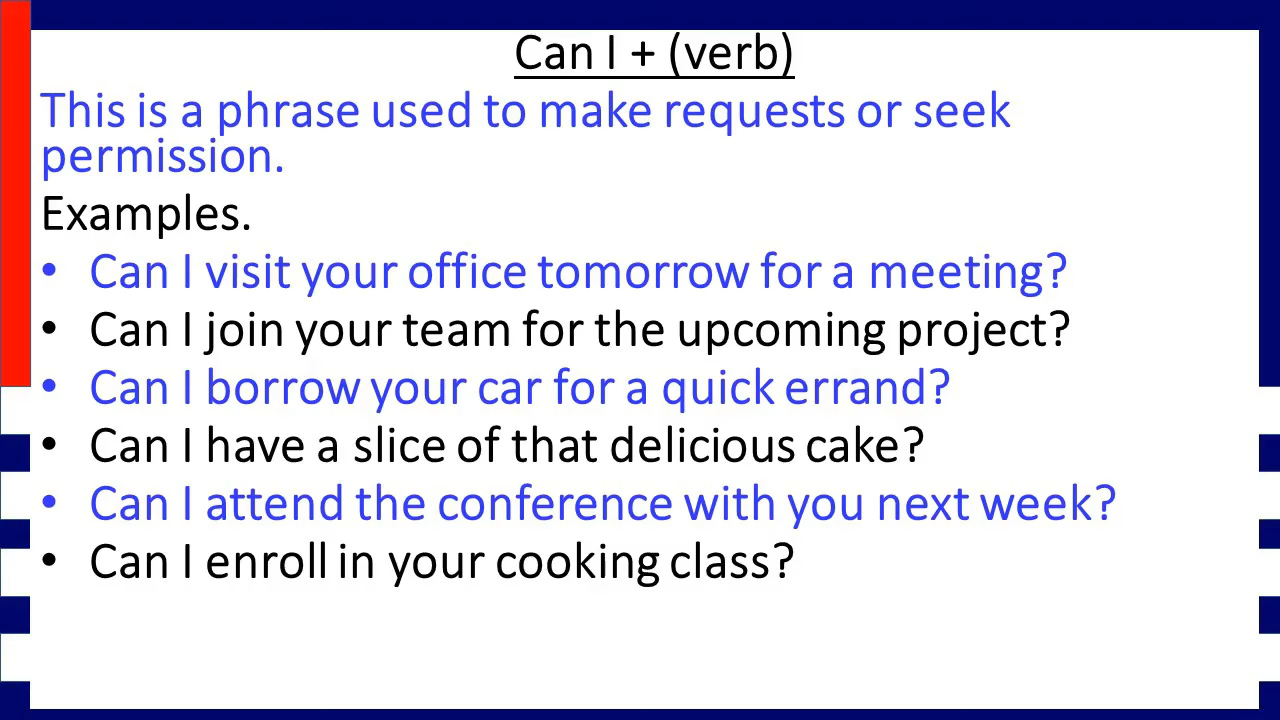 Can I + (verb)
This is a phrase used to make requests or seek
permission.
Examples.
• Can I visit your office tomorrow for a meeting?
• Can I join your team for the upcoming project?
• Can I borrow your car for a quick errand?
• Can I have a slice of that delicious cake?
• Can I attend the conference with you next week?
• Can I enroll in your cooking class?